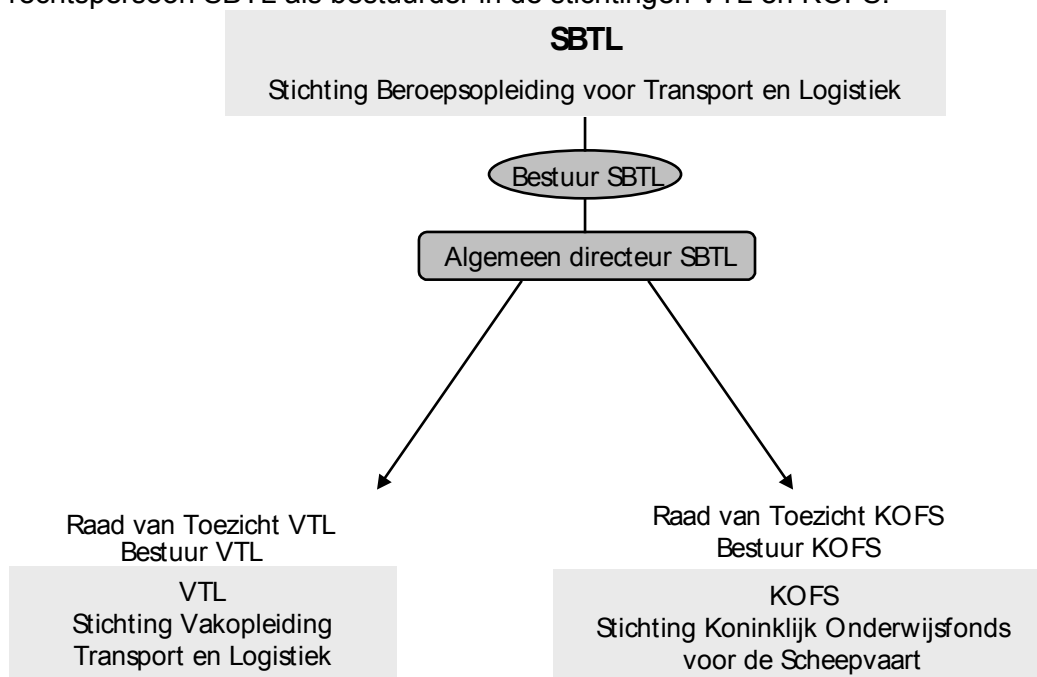 rechtspersoon SBTL als bestuurder in de stichtingen VTL en KOFS.
SBTL
Stichting Beroepsopleiding voor Transport en Logistiek
Bestuur SBTL
Algemeen directeur SBTL
Raad van Toezicht VTL
Bestuur VTL
VTL
Stichting Vakopleiding
Transport en Logistiek
Raad van Toezicht KOFS
Bestuur KOFS
KOFS
Stichting Koninklijk Onderwijsfonds
voor de Scheepvaart